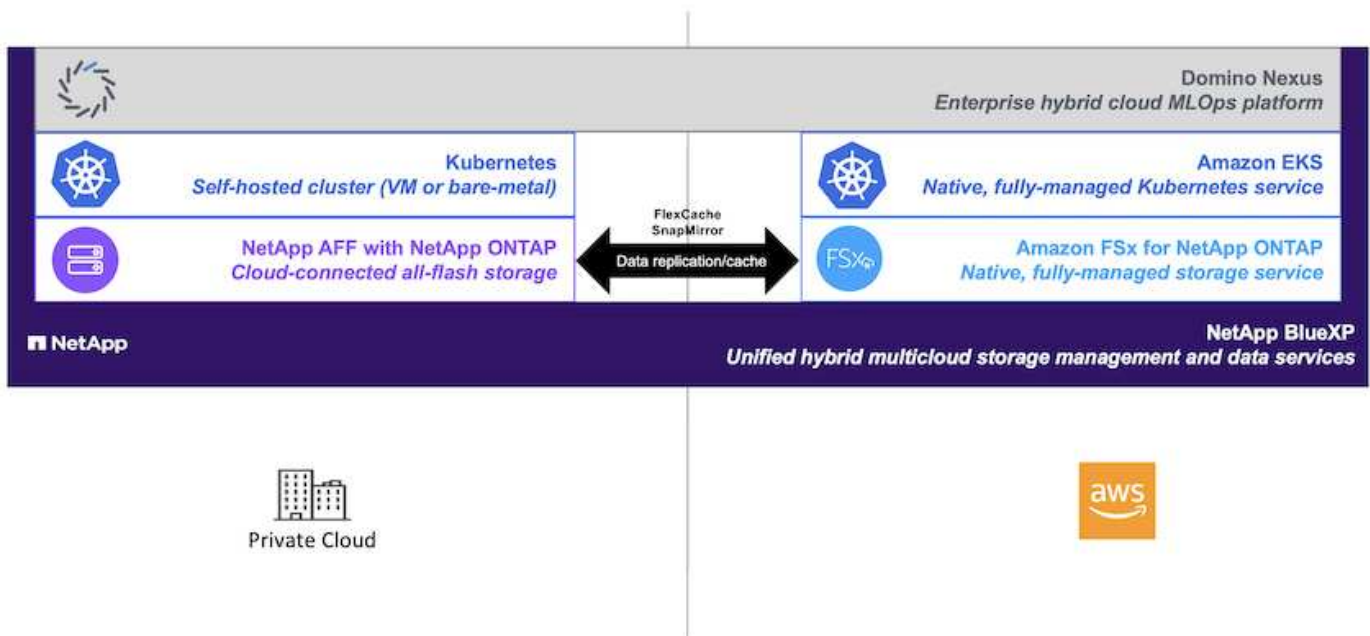 Domino Nexus
Enterprise hybrid cloud MLOps platform
Kubernetes
Self-hosted cluster (VM or bare-metal)
Amazon EKS
Native, fully-managed Kubernetes service
FlexCache
SnapMirror
Data replication/cache
NetApp AFF with NetApp ONTAP
Cloud-connected all-flash storage
FSx
Amazon FSx for NetApp ONTAP
Native, fully-managed storage service
NetApp
NetApp BlueXP
Unified hybrid multicloud storage management and data services
Private Cloud
aws